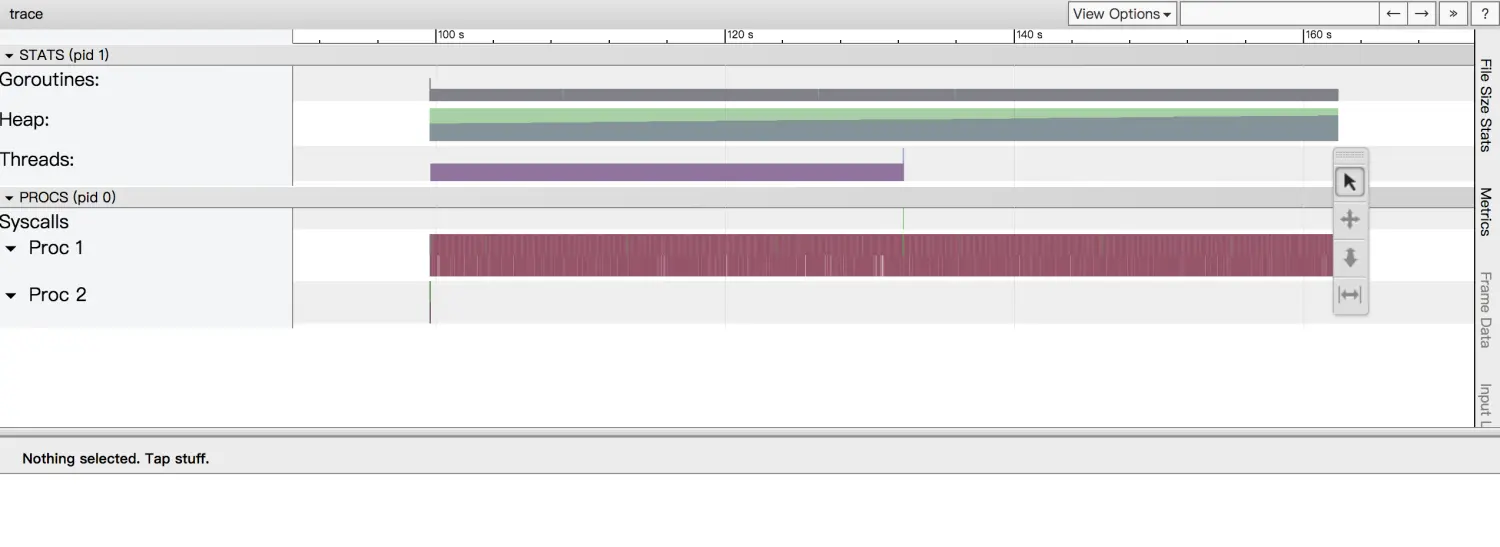 trace
View Options
← → » ?
100 s 120 s 140 s 160 s
STATS (pid 1)
Goroutines:
Heap:
Threads:
PROCS (pid 0)
Syscalls
Proc 1
Proc 2
File Size Stats
Metrics
Frame Data
Input L
Nothing selected. Tap stuff.